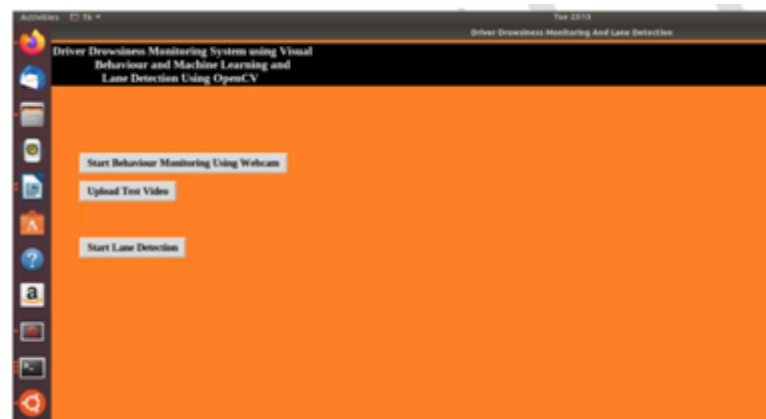 Activities Tk Tue 23:13
Driver Drowsiness Monitoring And Lane Detection
Driver Drowsiness Monitoring System using Visual
Behaviour and Machine Learning and
Lane Detection Using OpenCV
Start Behaviour Monitoring Using Webcam
Upload Test Video
Start Lane Detection